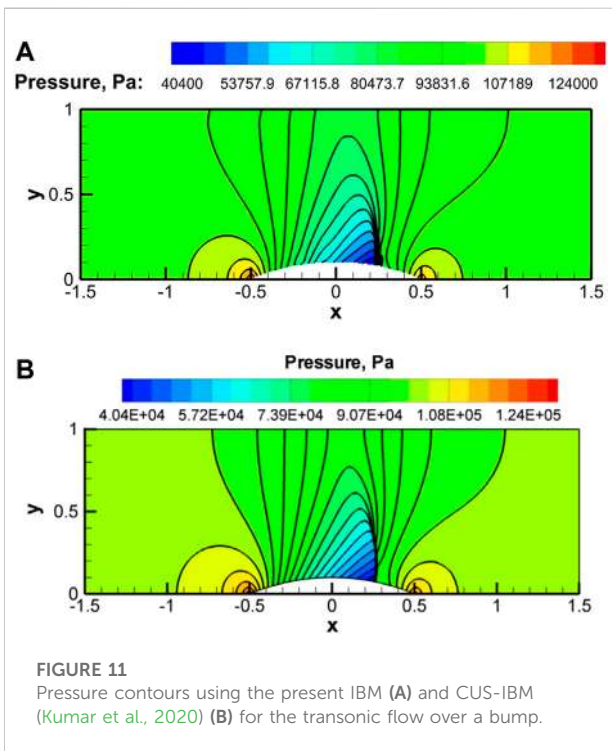 A
Pressure, Pa: 40400 53757.9 67115.8 80473.7 93831.6 107189 124000
1
y
0.5
0
-1.5 -1 -0.5 0 0.5 1 1.5
x
B
Pressure, Pa
4.04E+04 5.72E+04 7.39E+04 9.07E+04 1.08E+05 1.24E+05
1
y
0.5
0
-1.5 -1 -0.5 0 0.5 1 1.5
x
FIGURE 11
Pressure contours using the present IBM (A) and CUS-IBM
(Kumar et al., 2020) (B) for the transonic flow over a bump.